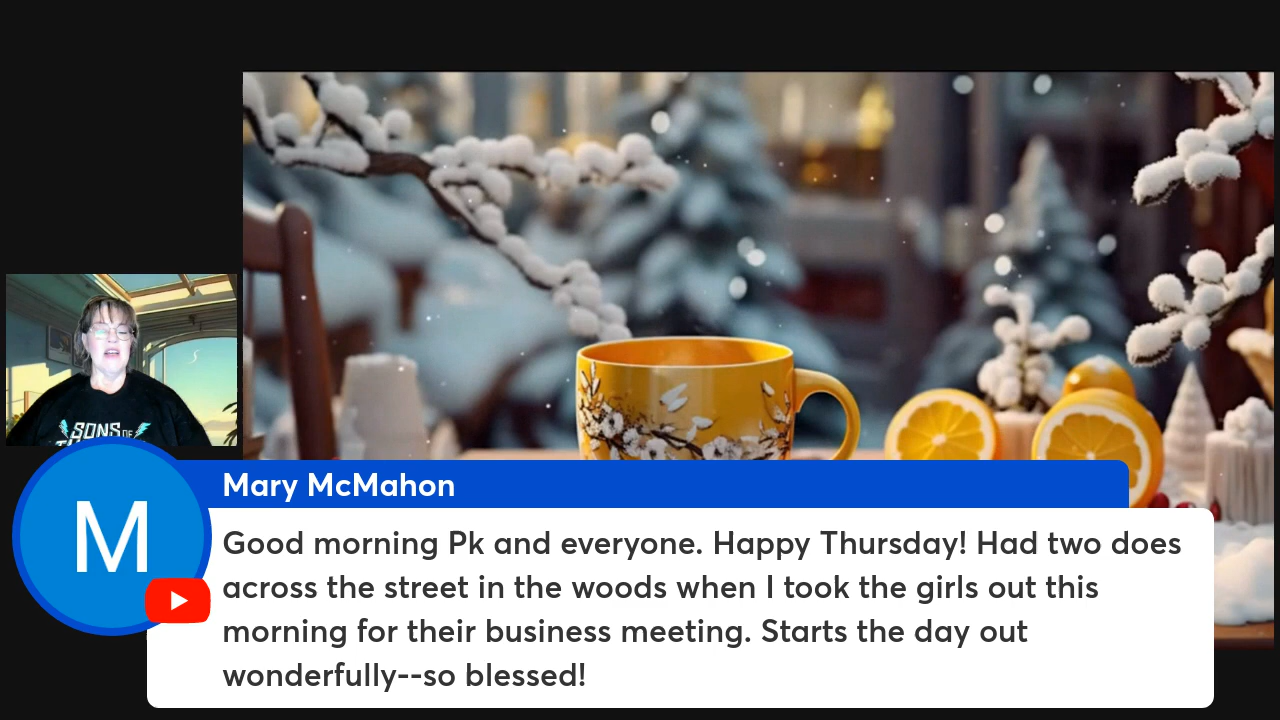 SONS OF
Mary McMahon
M
Good morning Pk and everyone. Happy Thursday! Had two does
across the street in the woods when I took the girls out this
morning for their business meeting. Starts the day out
wonderfully--so blessed!